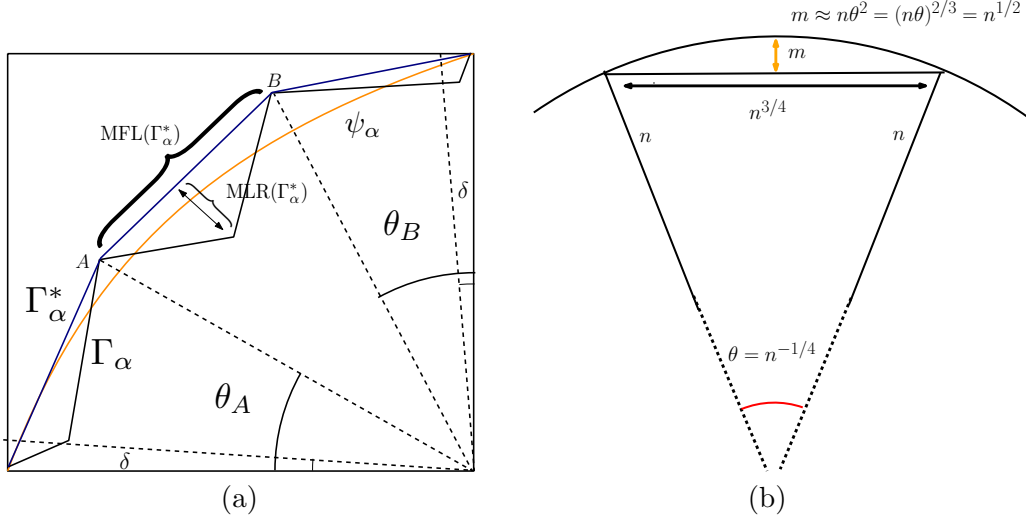 m ≈ nθ² = (nθ)^{2/3} = n^{1/2}
B
m
MFL(Γ*_α)
ψ_α
n^{3/4}
n
n
MLR(Γ*_α)
δ
θ_B
A
Γ*_α
Γ_α
θ = n^{-1/4}
θ_A
δ
(a)
(b)